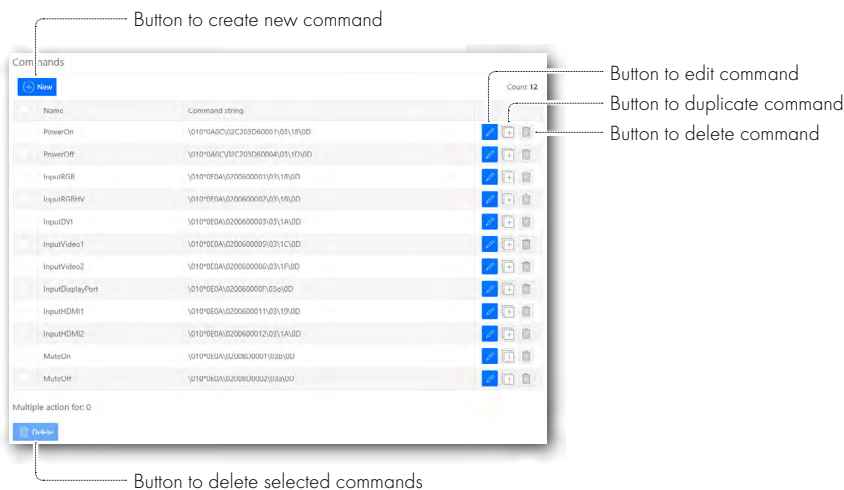 Button to create new command
Commands
New
Count 12
Button to edit command
Button to duplicate command
Button to delete command
Name Command string
PowerOn \010*0A0C\02C203D60001\03\18\0D
PowerOff \010*0A0C\02C203D60004\03\1D\0D
InputRGB \010*0E0A\0200600001\03\18\0D
InputRGBHV \010*0E0A\0200600002\03\1B\0D
InputDVI \010*0E0A\0200600003\03\1A\0D
InputVideo1 \010*0E0A\0200600005\03\1C\0D
InputVideo2 \010*0E0A\0200600006\03\1F\0D
InputDisplayPort \010*0E0A\020060000F\03o\0D
InputHDMI1 \010*0E0A\0200600011\03\19\0D
InputHDMI2 \010*0E0A\0200600012\03\1A\0D
MuteOn
MuteOff
Multiple action for: 0
Delete
Button to delete selected commands